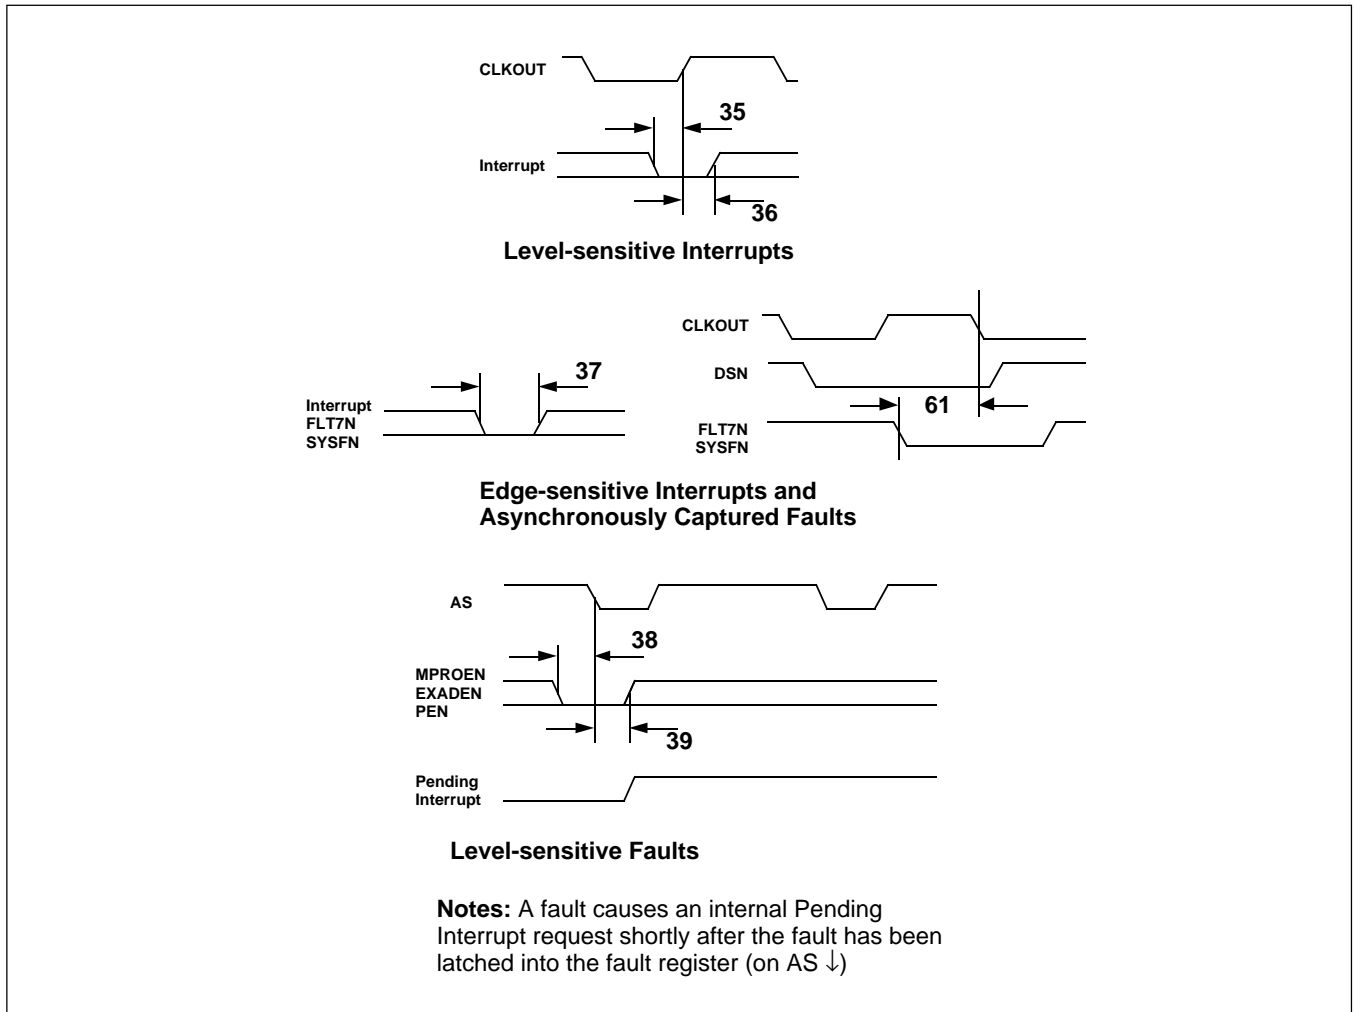 CLKOUT
35
Interrupt
36
Level-sensitive Interrupts
CLKOUT
DSN
37
61
Interrupt
FLT7N
SYSFN
FLT7N
SYSFN
Edge-sensitive Interrupts and
Asynchronously Captured Faults
AS
38
MPROEN
EXADEN
PEN
39
Pending
Interrupt
Level-sensitive Faults
Notes: A fault causes an internal Pending
Interrupt request shortly after the fault has been
latched into the fault register (on AS ↓)